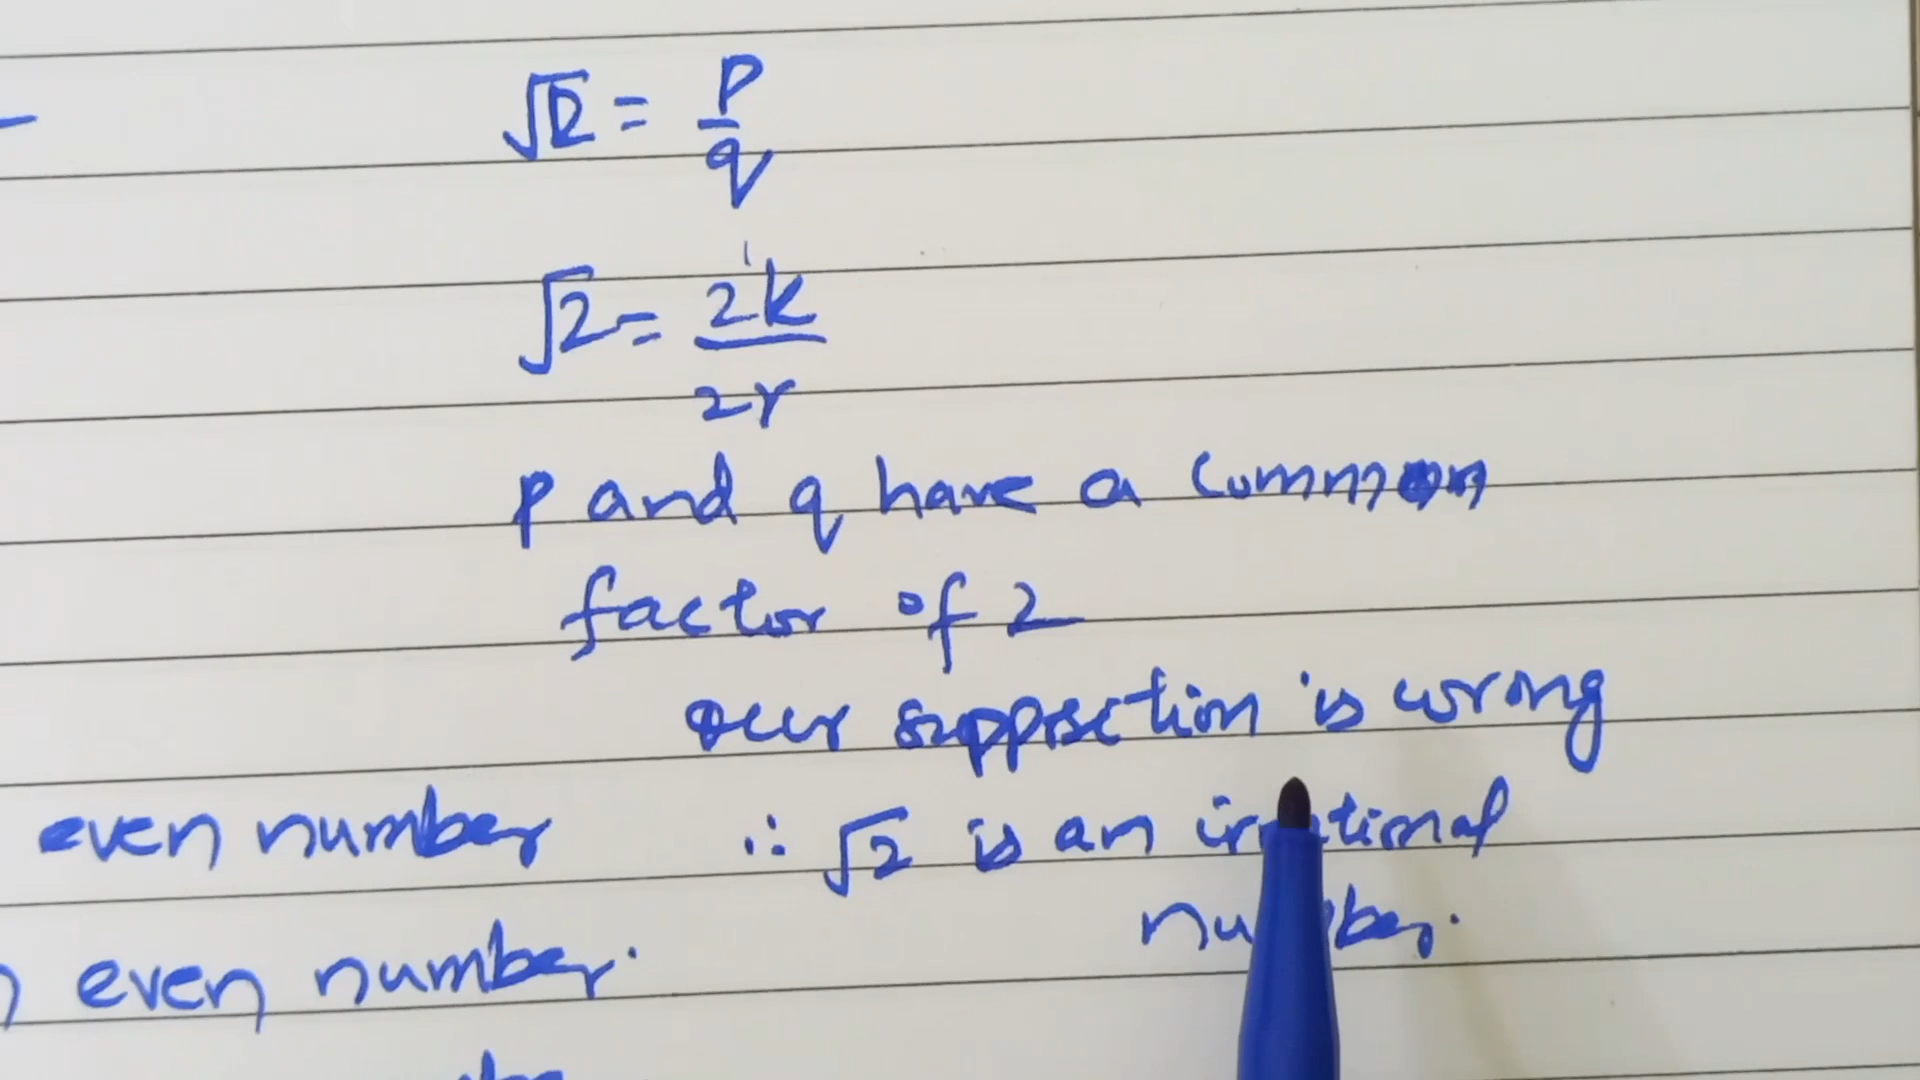 √2 = p/q
√2 = 2k/2r
p and q have a common
factor of 2
our supposction is wrong
even number
∴ √2 is an irrational
number.
even number.